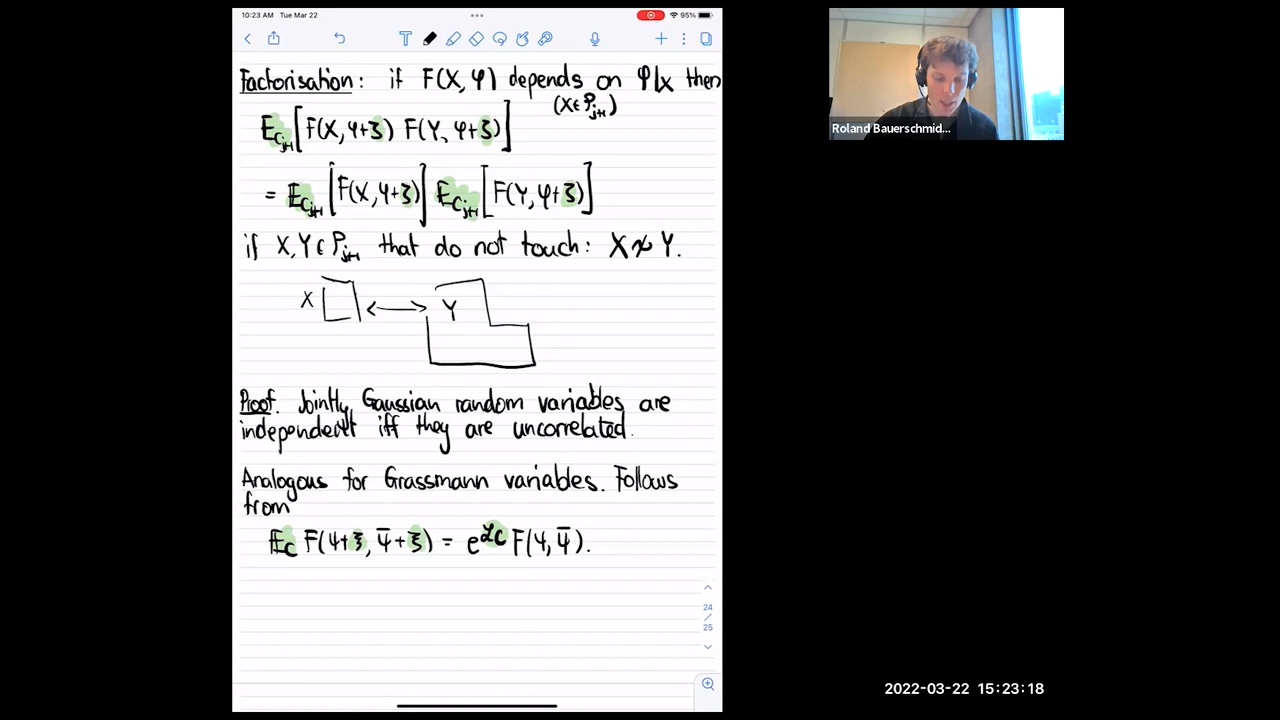 10:23 AM Tue Mar 22
95%
Factorisation: if F(X, φ) depends on φ|x then
(X∈P_{j+1})
E_{C_{j+1}}[F(X, φ+ξ) F(Y, φ+ξ)]
= E_{C_{j+1}}[F(X, φ+ξ)] E_{C_{j+1}}[F(Y, φ+ξ)]
if X, Y ∈ P_{j+1} that do not touch: X ≁ Y.
X
Y
Proof. Jointly Gaussian random variables are
independent iff they are uncorrelated.
Analogous for Grassmann variables. Follows
from
E_C F(ψ+ξ, ψ̄+ξ̄) = e^{𝓛_C} F(ψ, ψ̄).
24
/
25
Roland Bauerschmid...
2022-03-22 15:23:18